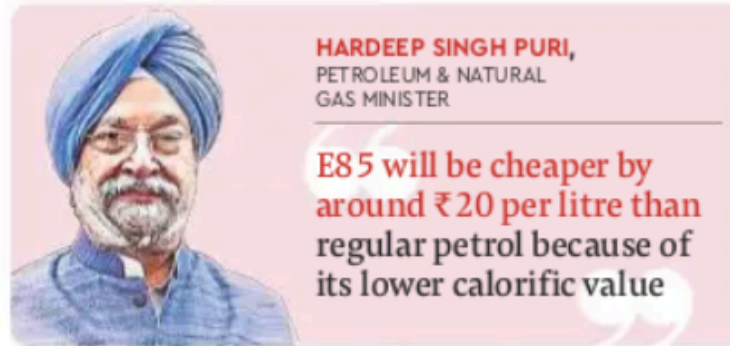 HARDEEP SINGH PURI,
PETROLEUM & NATURAL
GAS MINISTER
E85 will be cheaper by
around ₹20 per litre than
regular petrol because of
its lower calorific value